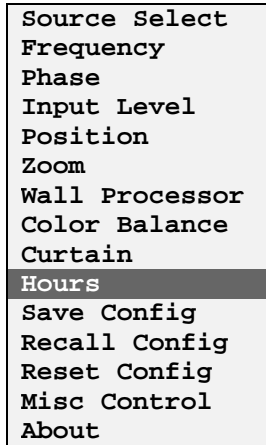 Source Select
Frequency
Phase
Input Level
Position
Zoom
Wall Processor
Color Balance
Curtain
Hours
Save Config
Recall Config
Reset Config
Misc Control
About